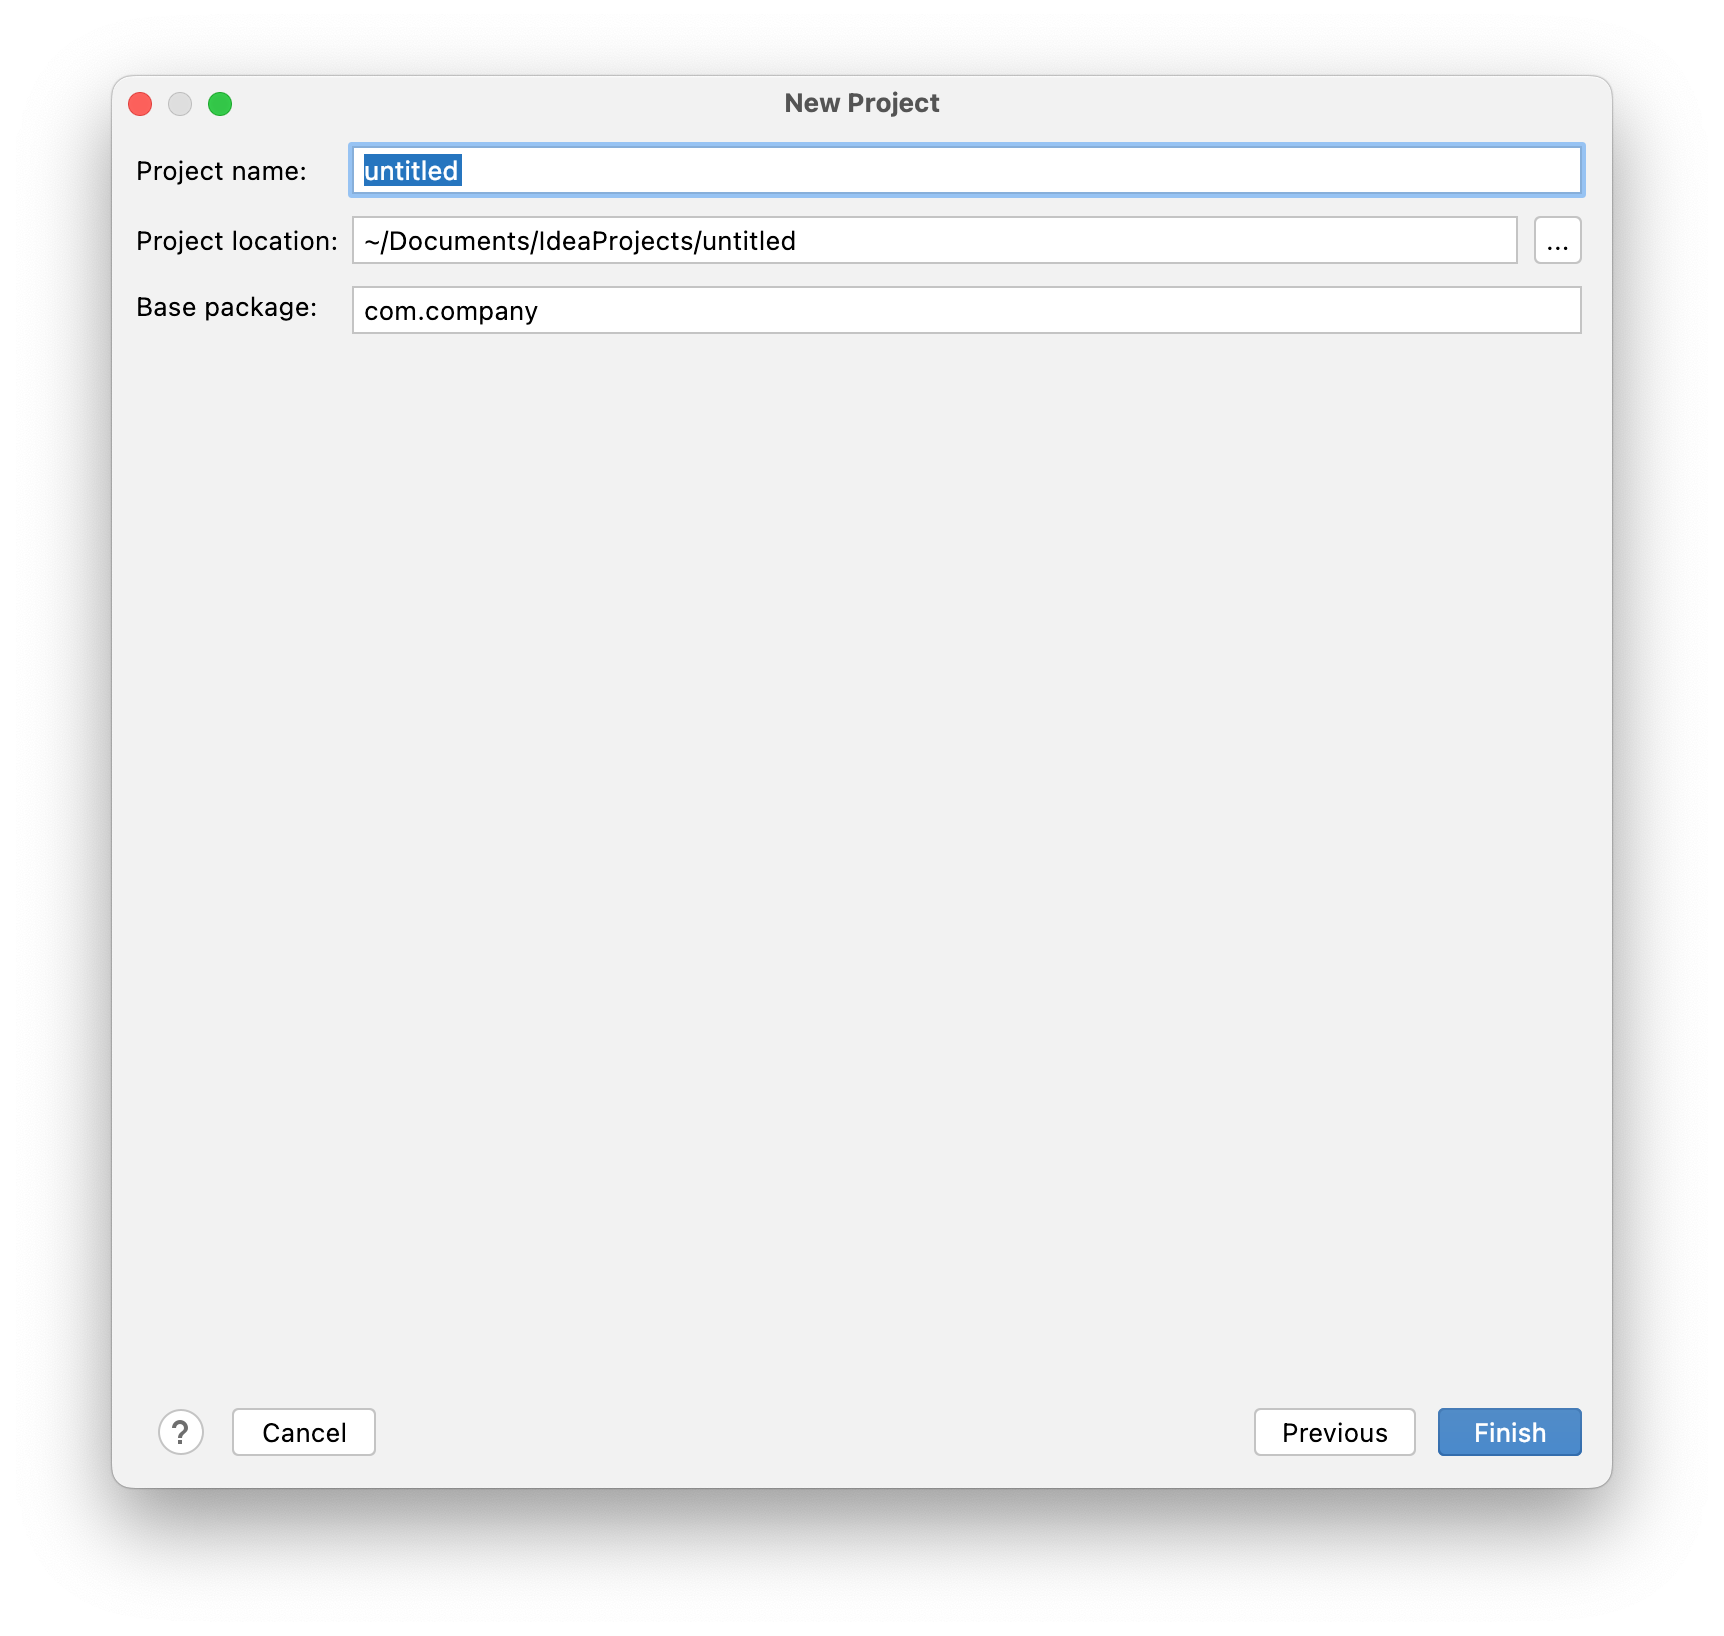 New Project
Project name: untitled
Project location: ~/Documents/IdeaProjects/untitled ...
Base package: com.company
? Cancel Previous Finish